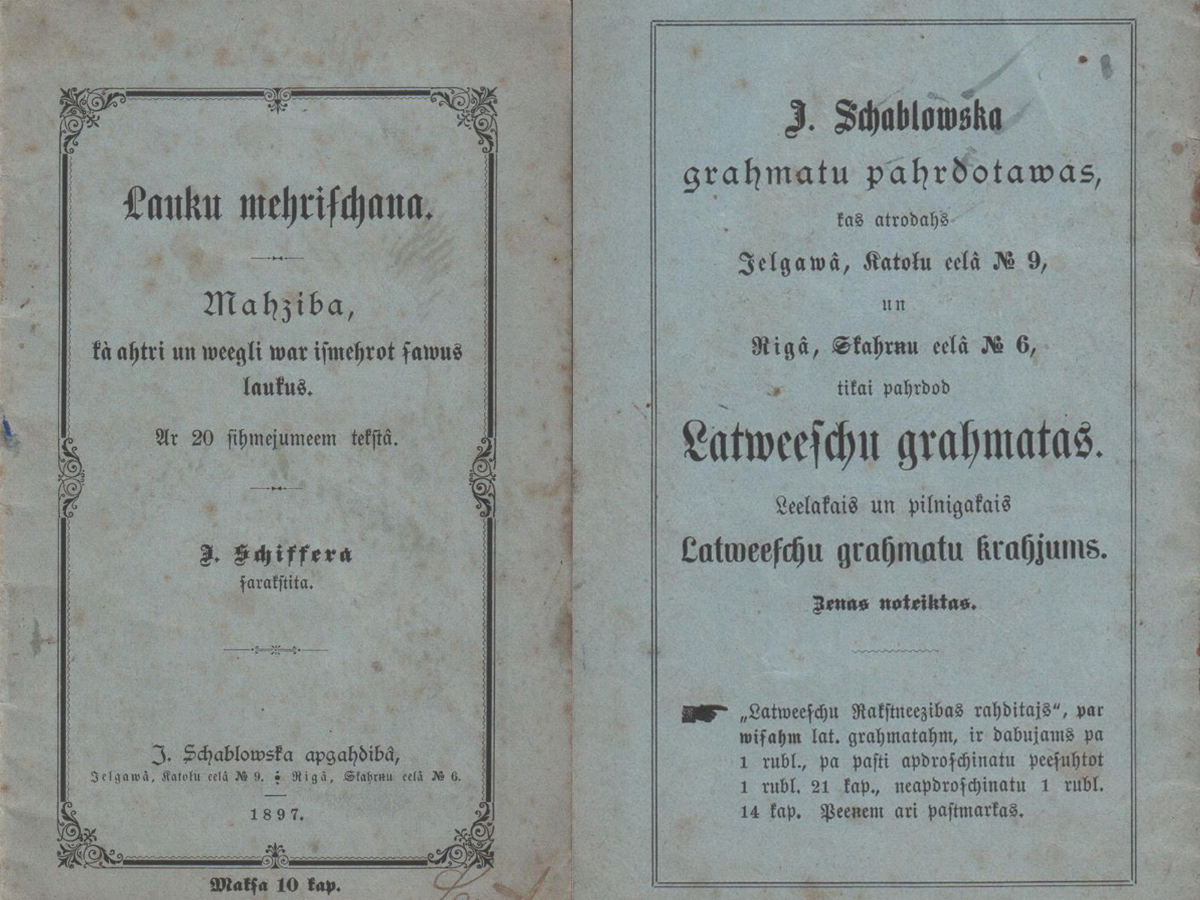 Lauku mehriſchana.
Mahziba,
kà ahtri un weegli war iſmehrot ſawus
laukus.
Ar 20 ſihmejumeem tekſtâ.
J. Schiffera
ſarakſtita.
J. Schablowska apgahdibâ,
Jelgawâ, Katoļu eelâ № 9. Rigâ, Skahrnu eelâ № 6.
1897.
Makſa 10 kap.
J. Schablowska
grahmatu pahrdotawas,
kas atrodahs
Jelgawâ, Katoļu eelâ № 9,
un
Rigâ, Skahrņu eelâ № 6,
tikai pahrdod
Latweeſchu grahmatas.
Leelakais un pilnigakais
Latweeſchu grahmatu krahjums.
Zenas noteiktas.
„Latweeſchu Rakſtneezibas rahditajs“, par
wiſahm lat. grahmatahm, ir dabujams pa
1 rubl., pa paſti apdroſchinatu peeſuhtot
1 rubl. 21 kap., neapdroſchinatu 1 rubl.
14 kap. Peeņem ari paſtmarkas.